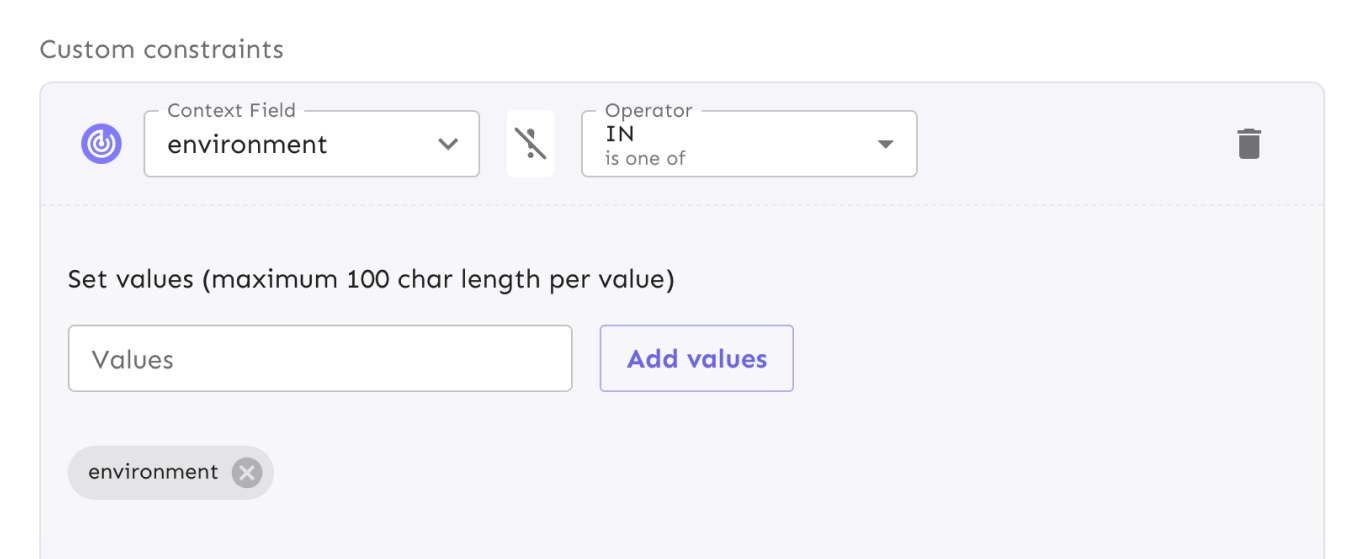 Custom constraints
Context Field
environment
Operator
IN
is one of
Set values (maximum 100 char length per value)
Values
Add values
environment